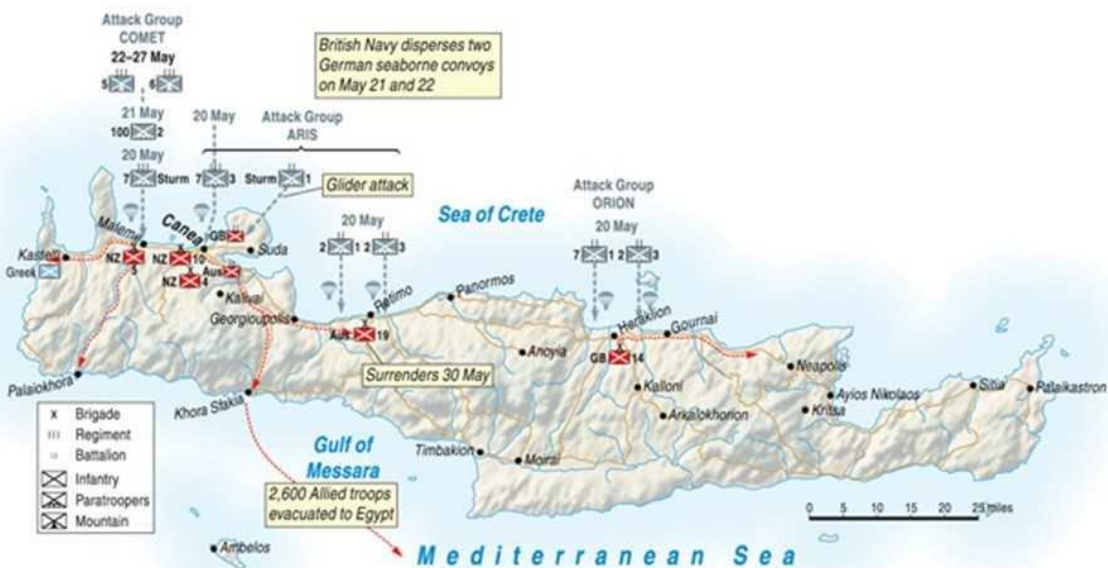 Attack Group
COMET
22–27 May
5 6
21 May
100 2
20 May
7 Sturm
20 May
7 3
Attack Group
ARIS
Sturm 1
British Navy disperses two
German seaborne convoys
on May 21 and 22
Glider attack
20 May
2 1 2 3
Sea of Crete
Attack Group
ORION
20 May
7 1 2 3
Maleme
Canea
GB
Suda
Kastelli
Greek
NZ
5
NZ 10
NZ 4
Aus
Kalivai
Georgioupolis
Retimo
Aus 19
Panormos
Surrenders 30 May
Anoyia
Heraklion
GB 14
Gournai
Kalloni
Arkalokhorion
Neapolis
Ayios Nikolaos
Kritsa
Sitia
Palaikastron
Palaiokhora
Khora Sfakia
Timbakion
Moirai
Gulf of
Messara
2,600 Allied troops
evacuated to Egypt
Ambelos
Mediterranean Sea
X Brigade
III Regiment
II Battalion
Infantry
Paratroopers
Mountain
0 5 10 15 20 25 miles